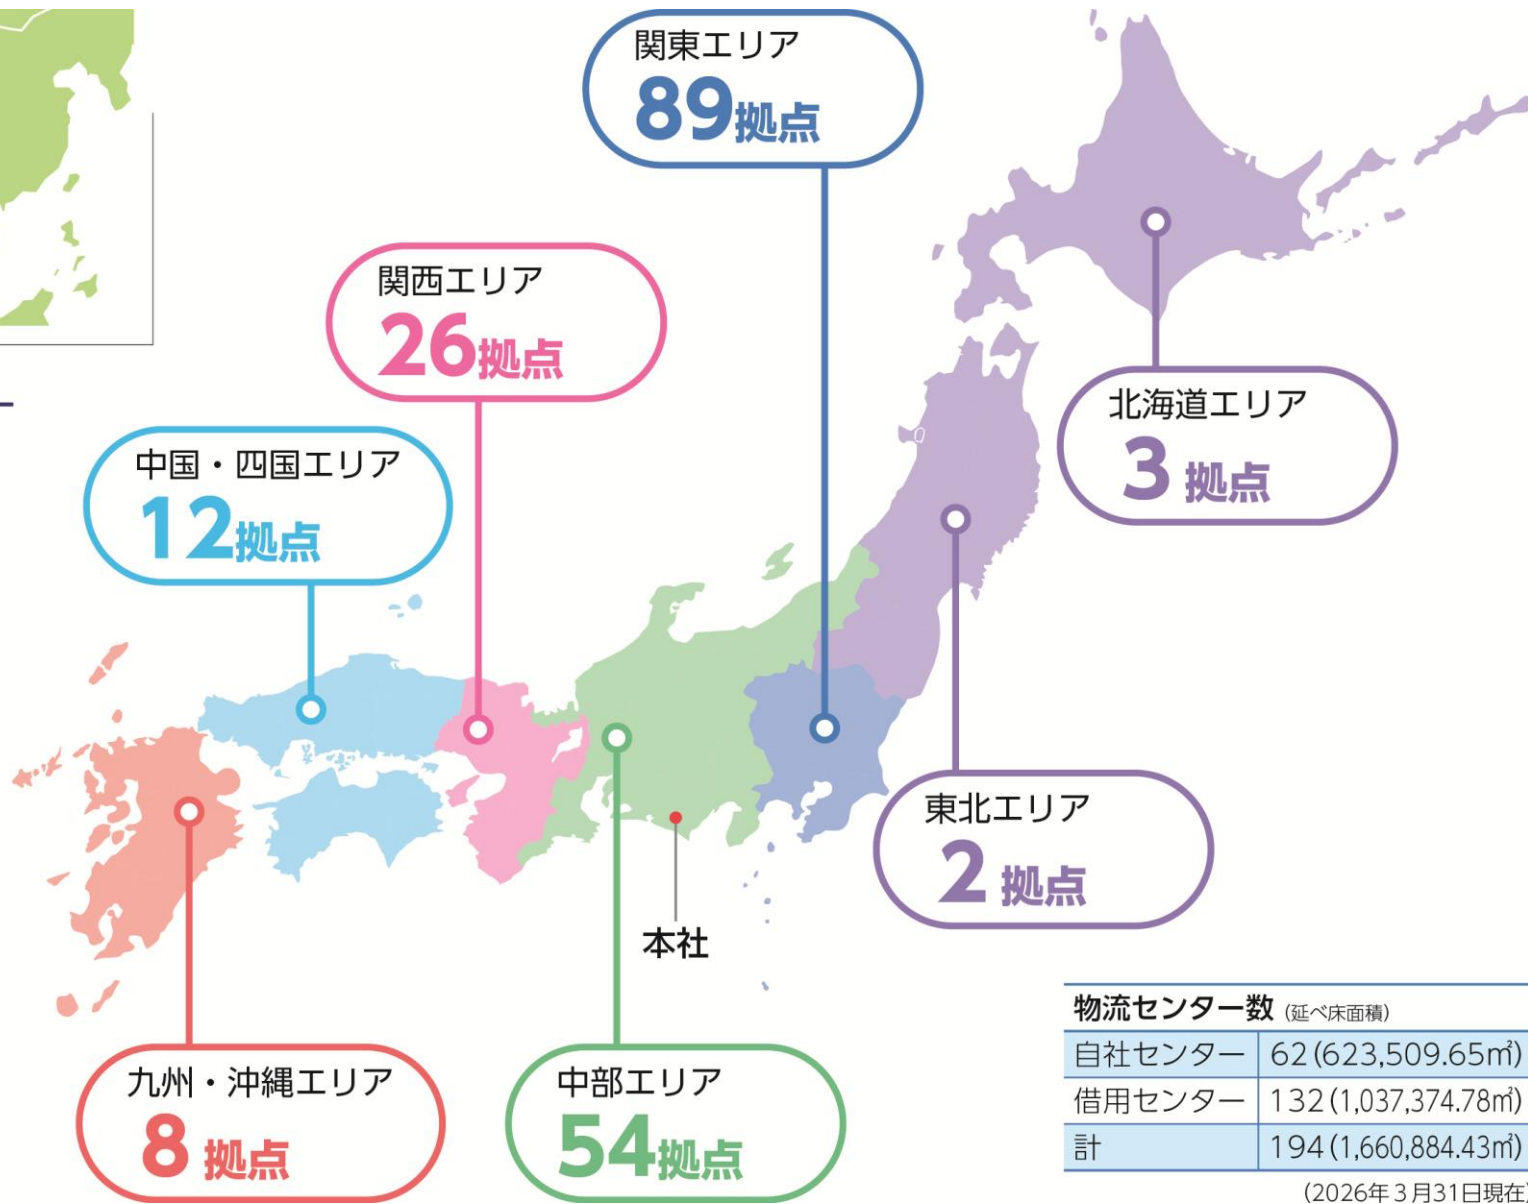 関東エリア
89拠点
関西エリア
26拠点
北海道エリア
3 拠点
中国・四国エリア
12拠点
東北エリア
2 拠点
本社
九州・沖縄エリア
8 拠点
中部エリア
54拠点
物流センター数 (延べ床面積)
自社センター 62(623,509.65㎡)
借用センター 132(1,037,374.78㎡)
計 194(1,660,884.43㎡)
(2026年3月31日現在)